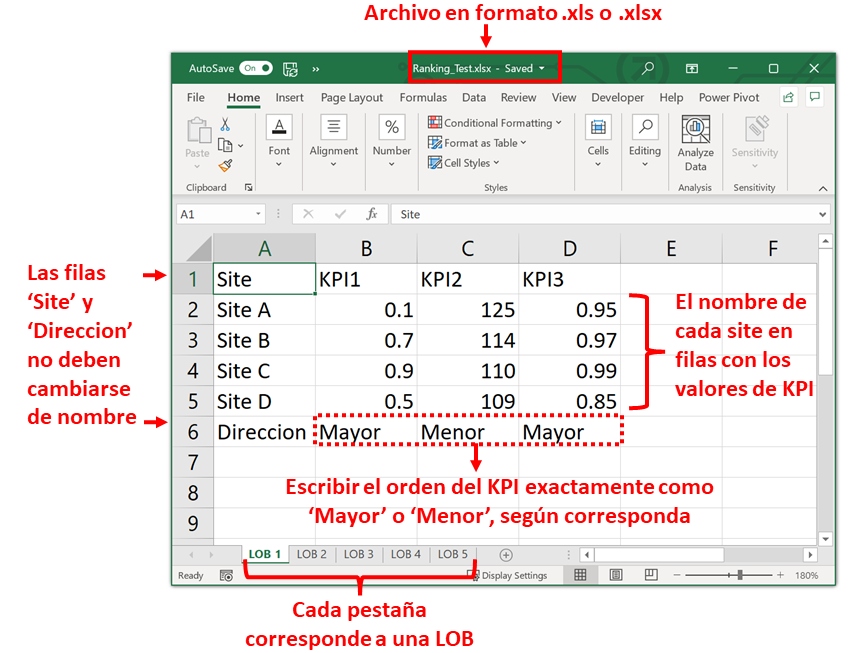 Archivo en formato .xls o .xlsx
AutoSave On » Ranking_Test.xlsx - Saved
File Home Insert Page Layout Formulas Data Review View Developer Help Power Pivot
Paste
Clipboard
Font
Alignment
%
Number
Conditional Formatting
Format as Table
Cell Styles
Styles
Cells
Editing
Analyze
Data
Analysis
Sensitivity
Sensitivity
A1 fx Site
A B C D E F
1 Site KPI1 KPI2 KPI3
2 Site A 0.1 125 0.95
3 Site B 0.7 114 0.97
4 Site C 0.9 110 0.99
5 Site D 0.5 109 0.85
6 Direccion Mayor Menor Mayor
7
8
9
Las filas
‘Site’ y
‘Direccion’
no deben
cambiarse
de nombre
El nombre de
cada site en
filas con los
valores de KPI
Escribir el orden del KPI exactamente como
‘Mayor’ o ‘Menor’, según corresponda
LOB 1 LOB 2 LOB 3 LOB 4 LOB 5
Ready Display Settings 180%
Cada pestaña
corresponde a una LOB